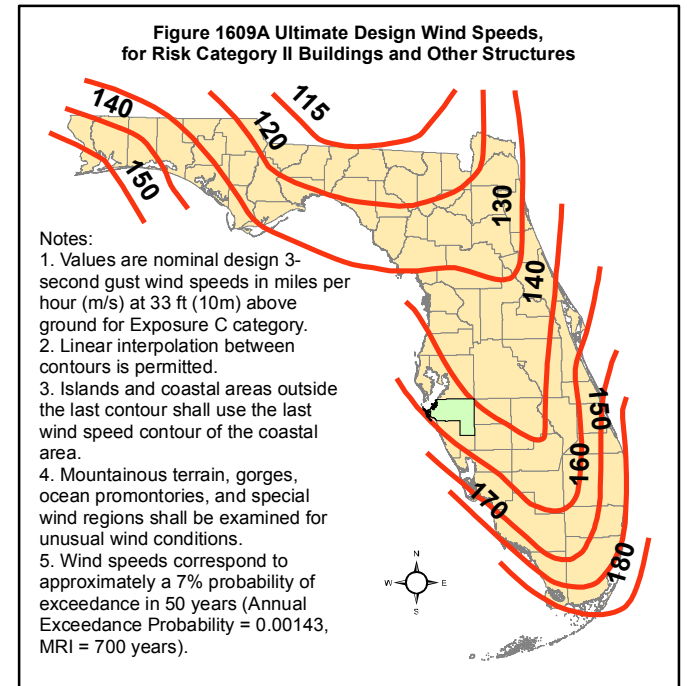 Figure 1609A Ultimate Design Wind Speeds,
for Risk Category II Buildings and Other Structures
115
140
120
150
130
Notes:
1. Values are nominal design 3-
second gust wind speeds in miles per
hour (m/s) at 33 ft (10m) above
ground for Exposure C category.
2. Linear interpolation between
contours is permitted.
3. Islands and coastal areas outside
the last contour shall use the last
wind speed contour of the coastal
area.
4. Mountainous terrain, gorges,
ocean promontories, and special
wind regions shall be examined for
unusual wind conditions.
5. Wind speeds correspond to
approximately a 7% probability of
exceedance in 50 years (Annual
Exceedance Probability = 0.00143,
MRI = 700 years).
140
150
160
170
180
N
W E
S